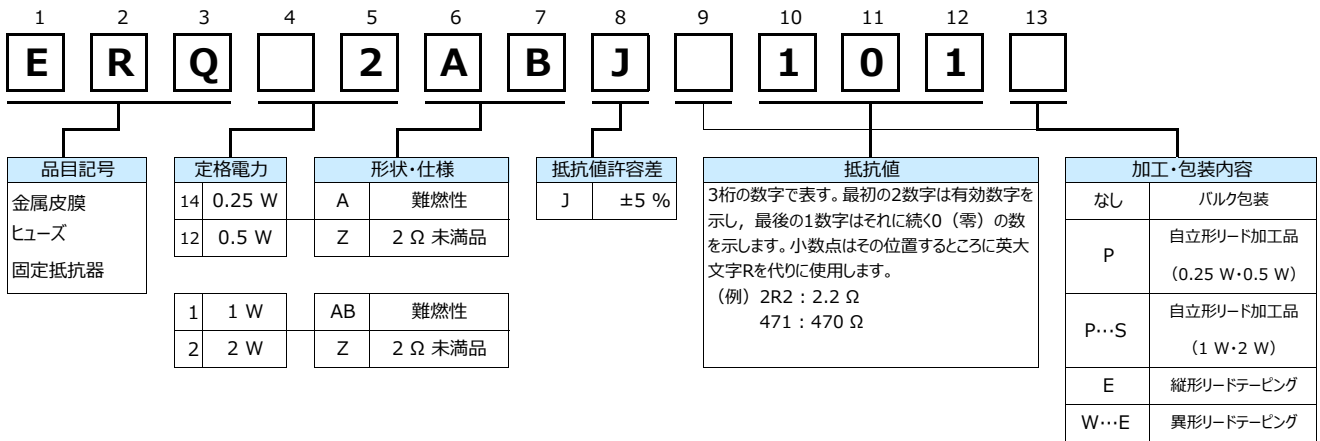 1 2 3 4 5 6 7 8 9 10 11 12 13
E R Q 2 A B J 1 0 1
品目記号
金属皮膜
ヒューズ
固定抵抗器
定格電力
14 0.25 W
12 0.5 W
1 1 W
2 2 W
形状・仕様
A 難燃性
Z 2 Ω 未満品
AB 難燃性
Z 2 Ω 未満品
抵抗値許容差
J ±5 %
抵抗値
3桁の数字で表す。最初の2数字は有効数字を
示し，最後の1数字はそれに続く0（零）の数
を示します。小数点はその位置するところに英大
文字Rを代りに使用します。
（例）2R2：2.2 Ω
471：470 Ω
加工・包装内容
なし バルク包装
P 自立形リード加工品
（0.25 W・0.5 W）
P…S 自立形リード加工品
（1 W・2 W）
E 縦形リードテーピング
W…E 異形リードテーピング